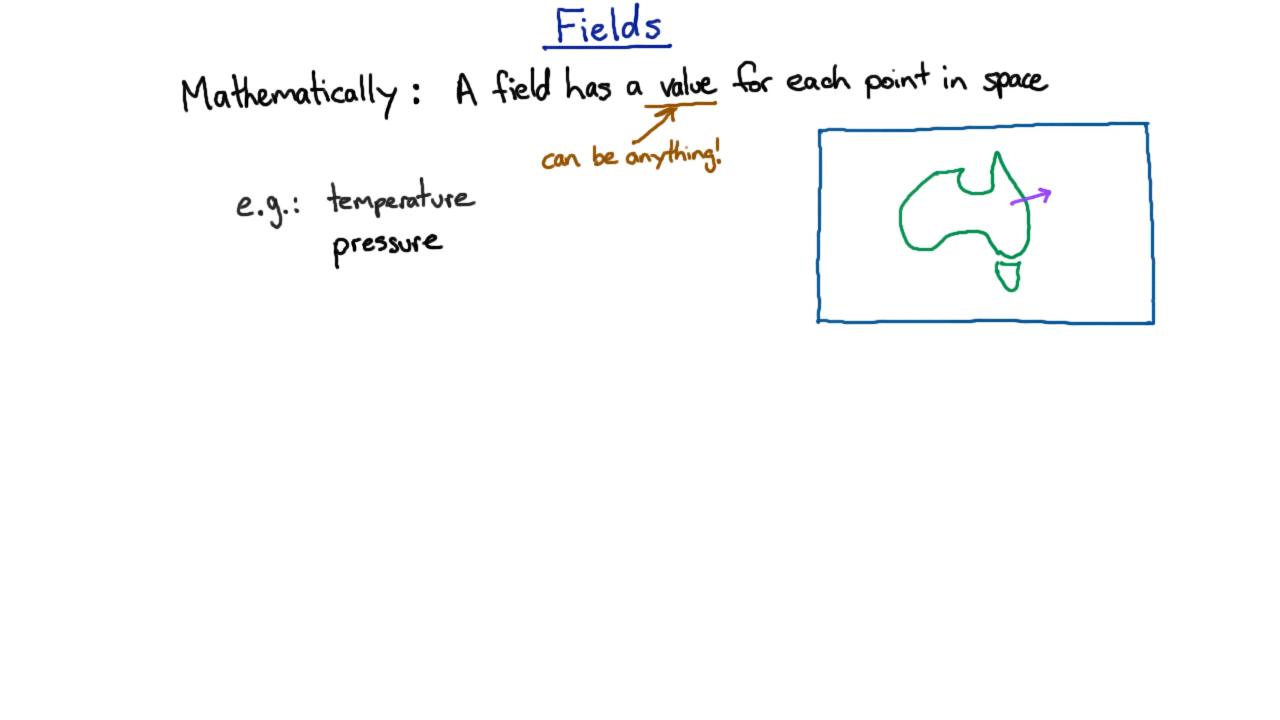 Fields
Mathematically: A field has a value for each point in space
can be anything!
e.g.: temperature
pressure